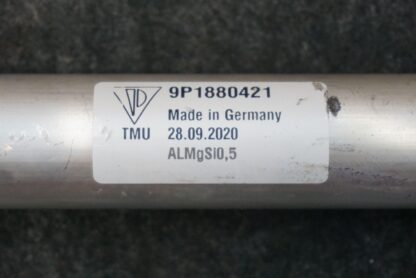 9P1880421
Made in Germany
TMU 28.09.2020
ALMgSI0,5